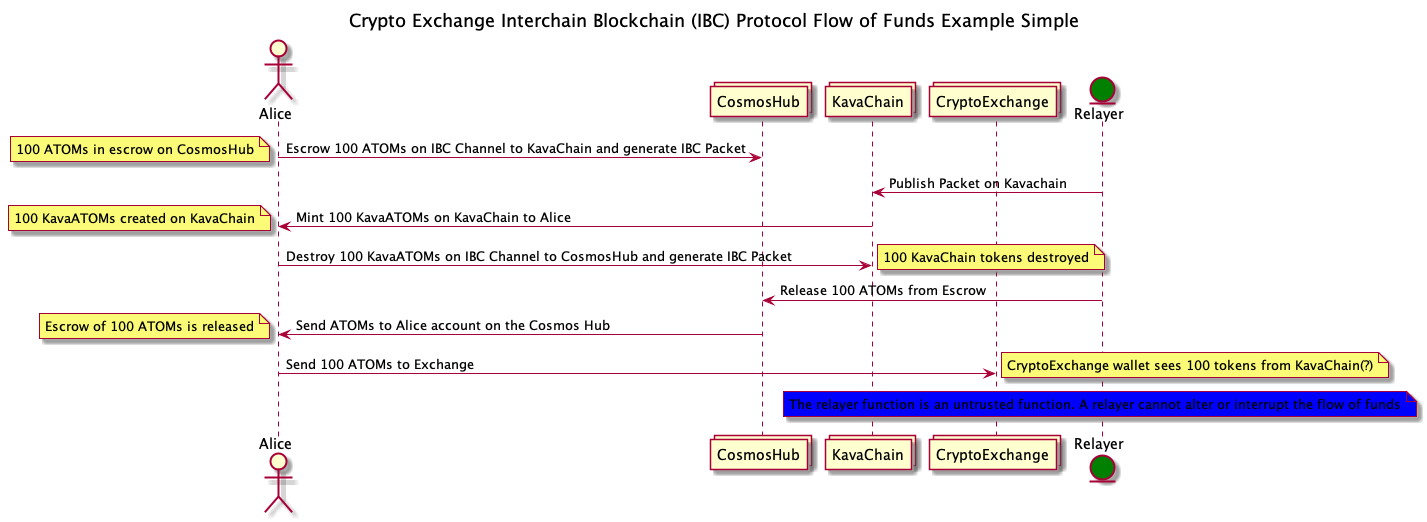 Crypto Exchange Interchain Blockchain (IBC) Protocol Flow of Funds Example Simple
Alice
CosmosHub
KavaChain
CryptoExchange
Relayer
100 ATOMs in escrow on CosmosHub
Escrow 100 ATOMs on IBC Channel to KavaChain and generate IBC Packet
Publish Packet on Kavachain
100 KavaATOMs created on KavaChain
Mint 100 KavaATOMs on KavaChain to Alice
Destroy 100 KavaATOMs on IBC Channel to CosmosHub and generate IBC Packet
100 KavaChain tokens destroyed
Release 100 ATOMs from Escrow
Escrow of 100 ATOMs is released
Send ATOMs to Alice account on the Cosmos Hub
Send 100 ATOMs to Exchange
CryptoExchange wallet sees 100 tokens from KavaChain(?)
The relayer function is an untrusted function. A relayer cannot alter or interrupt the flow of funds
Alice
CosmosHub
KavaChain
CryptoExchange
Relayer